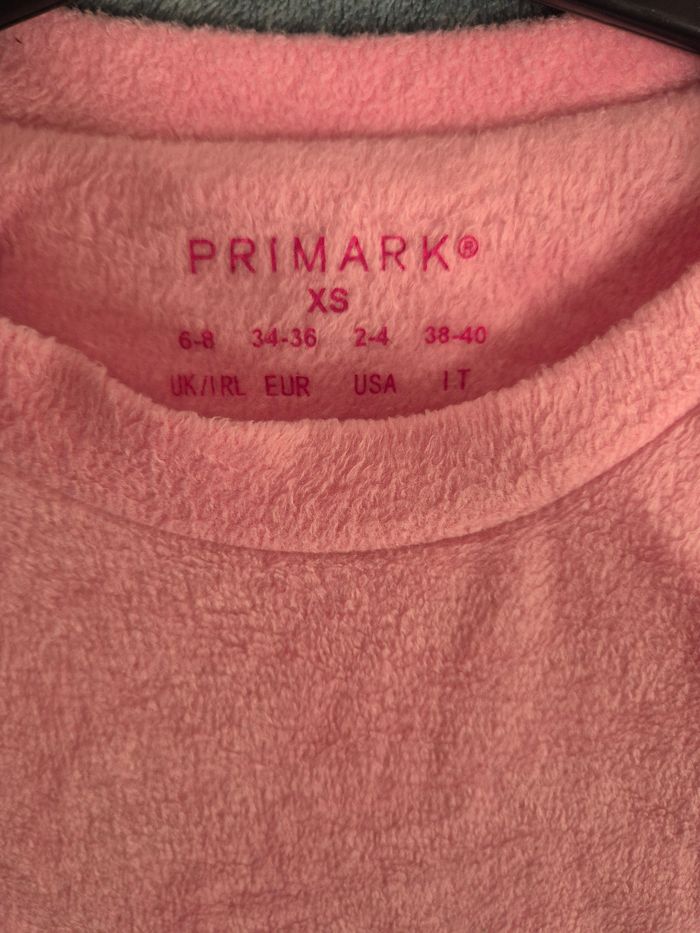 PRIMARK®
XS
6-8 34-36 2-4 38-40
UK/IRL EUR USA IT